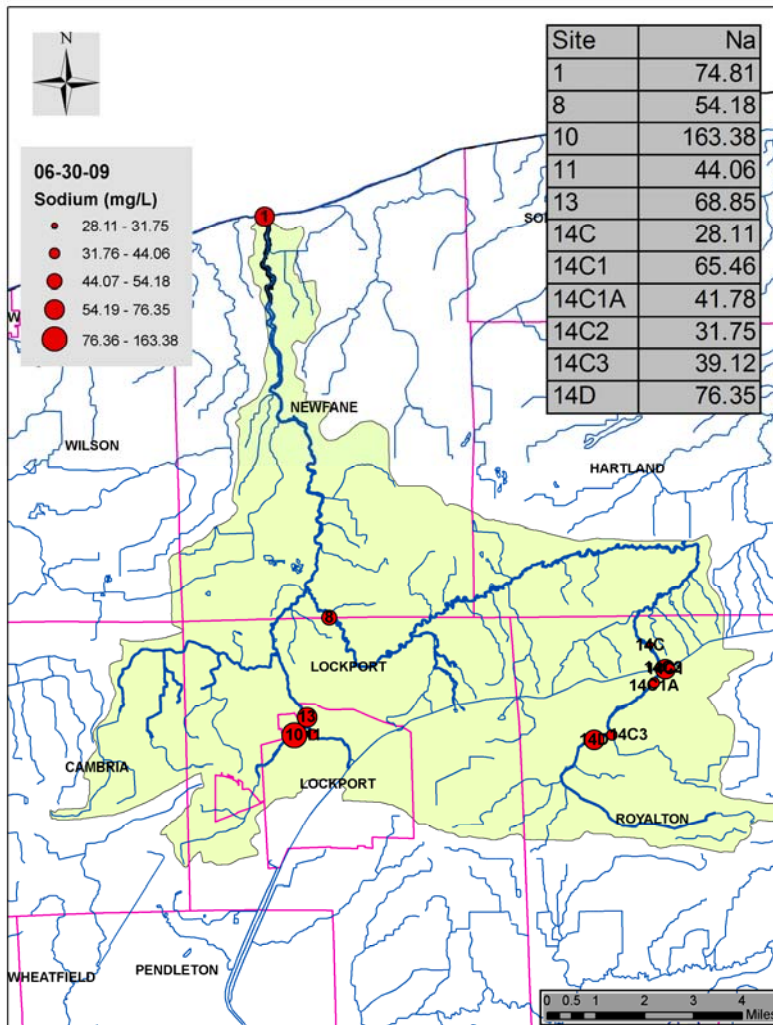 N
Site Na
1 74.81
8 54.18
10 163.38
11 44.06
13 68.85
14C 28.11
14C1 65.46
14C1A 41.78
14C2 31.75
14C3 39.12
14D 76.35
06-30-09
Sodium (mg/L)
28.11 - 31.75
31.76 - 44.06
44.07 - 54.18
54.19 - 76.35
76.36 - 163.38
1
NEWFANE
WILSON
HARTLAND
8
14C
LOCKPORT
14C1A
13
10 11
14D 14C3
CAMBRIA
LOCKPORT
ROYALTON
WHEATFIELD
PENDLETON
0 0.5 1 2 3 4
Miles